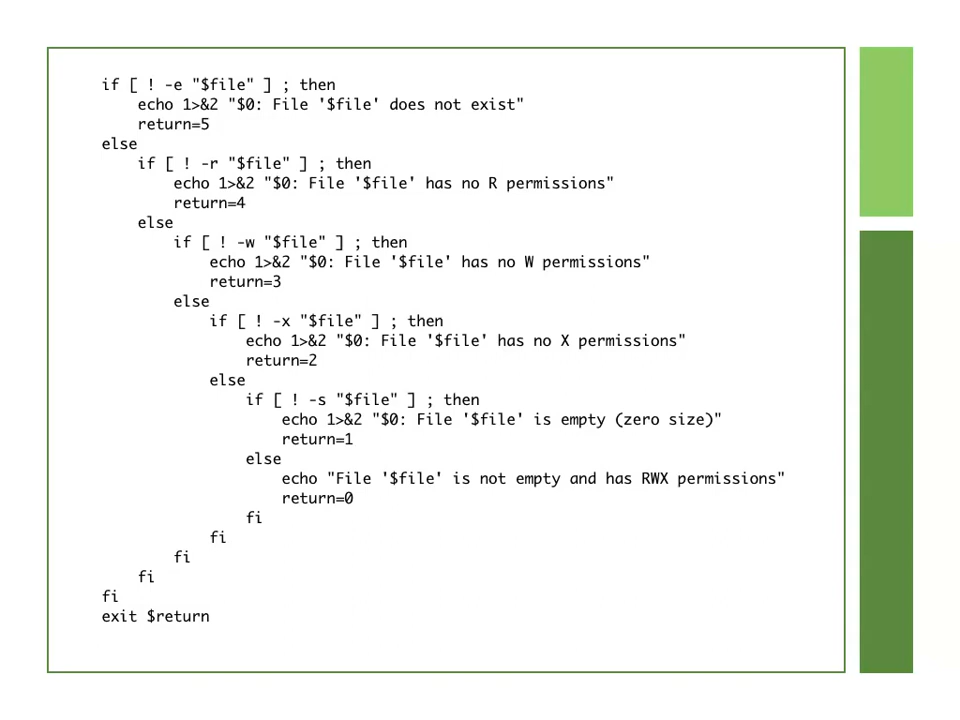 if [ ! -e "$file" ] ; then
    echo 1>&2 "$0: File '$file' does not exist"
    return=5
else
    if [ ! -r "$file" ] ; then
        echo 1>&2 "$0: File '$file' has no R permissions"
        return=4
    else
        if [ ! -w "$file" ] ; then
            echo 1>&2 "$0: File '$file' has no W permissions"
            return=3
        else
            if [ ! -x "$file" ] ; then
                echo 1>&2 "$0: File '$file' has no X permissions"
                return=2
            else
                if [ ! -s "$file" ] ; then
                    echo 1>&2 "$0: File '$file' is empty (zero size)"
                    return=1
                else
                    echo "File '$file' is not empty and has RWX permissions"
                    return=0
                fi
            fi
        fi
    fi
fi
exit $return